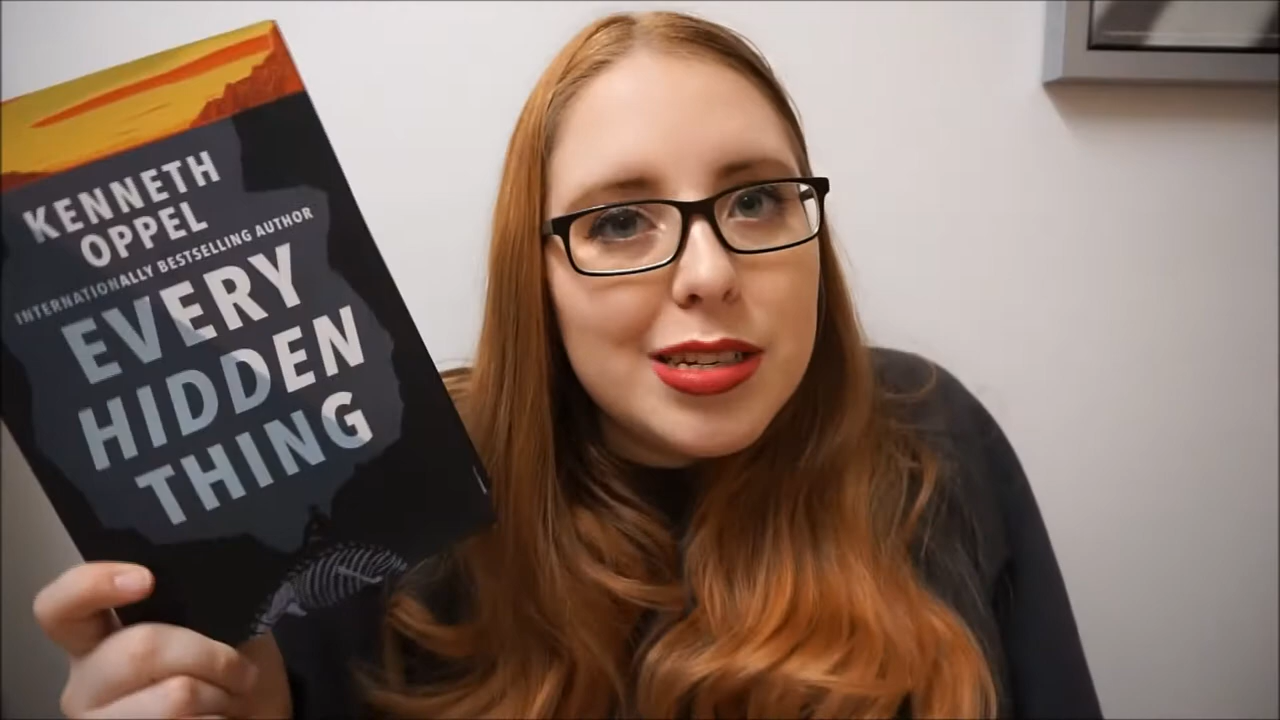 KENNETH
OPPEL
INTERNATIONALLY BESTSELLING AUTHOR
EVERY
HIDDEN
THING